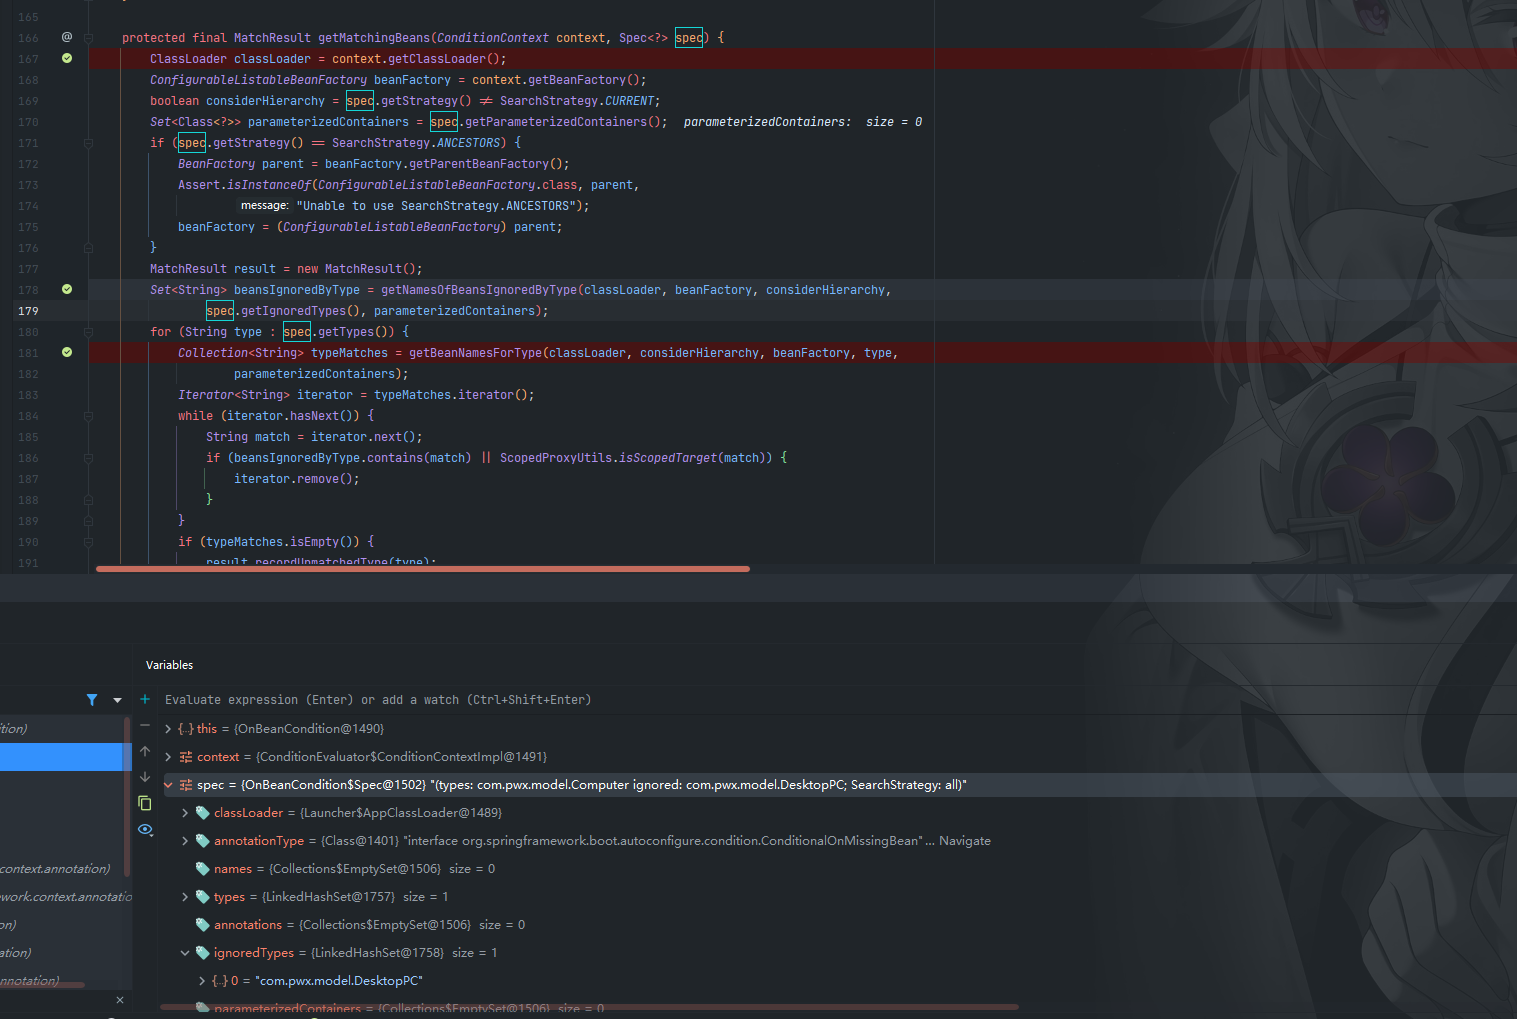 165
166 @ protected final MatchResult getMatchingBeans(ConditionContext context, Spec<?> spec) {
167 ClassLoader classLoader = context.getClassLoader();
168 ConfigurableListableBeanFactory beanFactory = context.getBeanFactory();
169 boolean considerHierarchy = spec.getStrategy() ≠ SearchStrategy.CURRENT;
170 Set<Class<?>> parameterizedContainers = spec.getParameterizedContainers(); parameterizedContainers: size = 0
171 if (spec.getStrategy() == SearchStrategy.ANCESTORS) {
172 BeanFactory parent = beanFactory.getParentBeanFactory();
173 Assert.isInstanceOf(ConfigurableListableBeanFactory.class, parent,
174 message: "Unable to use SearchStrategy.ANCESTORS");
175 beanFactory = (ConfigurableListableBeanFactory) parent;
176 }
177 MatchResult result = new MatchResult();
178 Set<String> beansIgnoredByType = getNamesOfBeansIgnoredByType(classLoader, beanFactory, considerHierarchy,
179 spec.getIgnoredTypes(), parameterizedContainers);
180 for (String type : spec.getTypes()) {
181 Collection<String> typeMatches = getBeanNamesForType(classLoader, considerHierarchy, beanFactory, type,
182 parameterizedContainers);
183 Iterator<String> iterator = typeMatches.iterator();
184 while (iterator.hasNext()) {
185 String match = iterator.next();
186 if (beansIgnoredByType.contains(match) || ScopedProxyUtils.isScopedTarget(match)) {
187 iterator.remove();
188 }
189 }
190 if (typeMatches.isEmpty()) {
191 result.recordUnmatchedType(type);
Variables
Evaluate expression (Enter) or add a watch (Ctrl+Shift+Enter)
{..} this = {OnBeanCondition@1490}
context = {ConditionEvaluator$ConditionContextImpl@1491}
spec = {OnBeanCondition$Spec@1502} "(types: com.pwx.model.Computer ignored: com.pwx.model.DesktopPC; SearchStrategy: all)"
classLoader = {Launcher$AppClassLoader@1489}
annotationType = {Class@1401} "interface org.springframework.boot.autoconfigure.condition.ConditionalOnMissingBean"... Navigate
names = {Collections$EmptySet@1506} size = 0
types = {LinkedHashSet@1757} size = 1
annotations = {Collections$EmptySet@1506} size = 0
ignoredTypes = {LinkedHashSet@1758} size = 1
{..} 0 = "com.pwx.model.DesktopPC"
parameterizedContainers = {Collections$EmptySet@1506} size = 0
ition)
context.annotation)
work.context.annotatio
on)
ation)
nnotation)